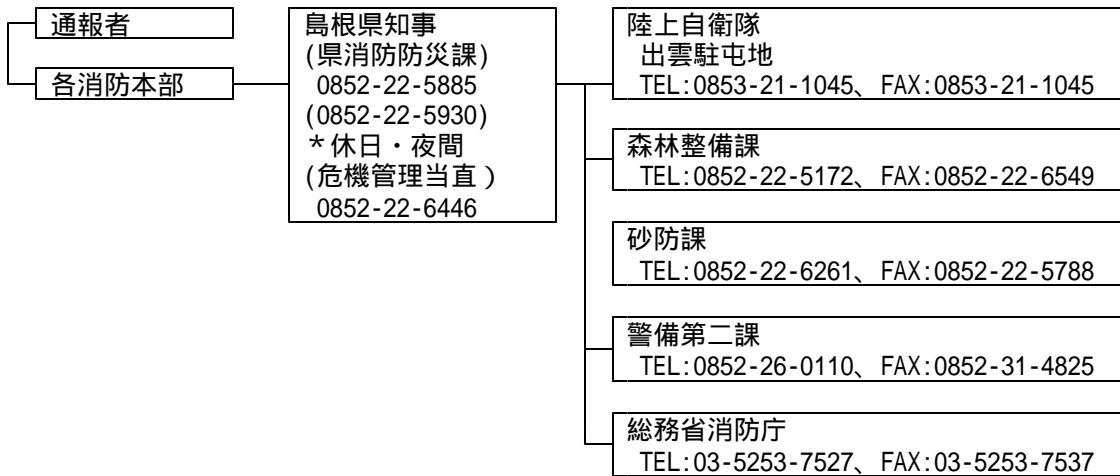 通報者
各消防本部
島根県知事
(県消防防災課)
0852-22-5885
(0852-22-5930)
*休日・夜間
(危機管理当直)
0852-22-6446
陸上自衛隊
出雲駐屯地
TEL:0853-21-1045、FAX:0853-21-1045
森林整備課
TEL:0852-22-5172、FAX:0852-22-6549
砂防課
TEL:0852-22-6261、FAX:0852-22-5788
警備第二課
TEL:0852-26-0110、FAX:0852-31-4825
総務省消防庁
TEL:03-5253-7527、FAX:03-5253-7537